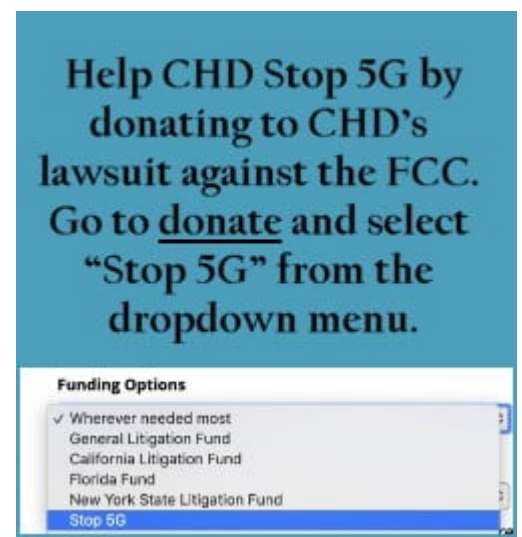 Help CHD Stop 5G by
donating to CHD's
lawsuit against the FCC.
Go to donate and select
“Stop 5G” from the
dropdown menu.
Funding Options
✓ Wherever needed most
General Litigation Fund
California Litigation Fund
Florida Fund
New York State Litigation Fund
Stop 5G